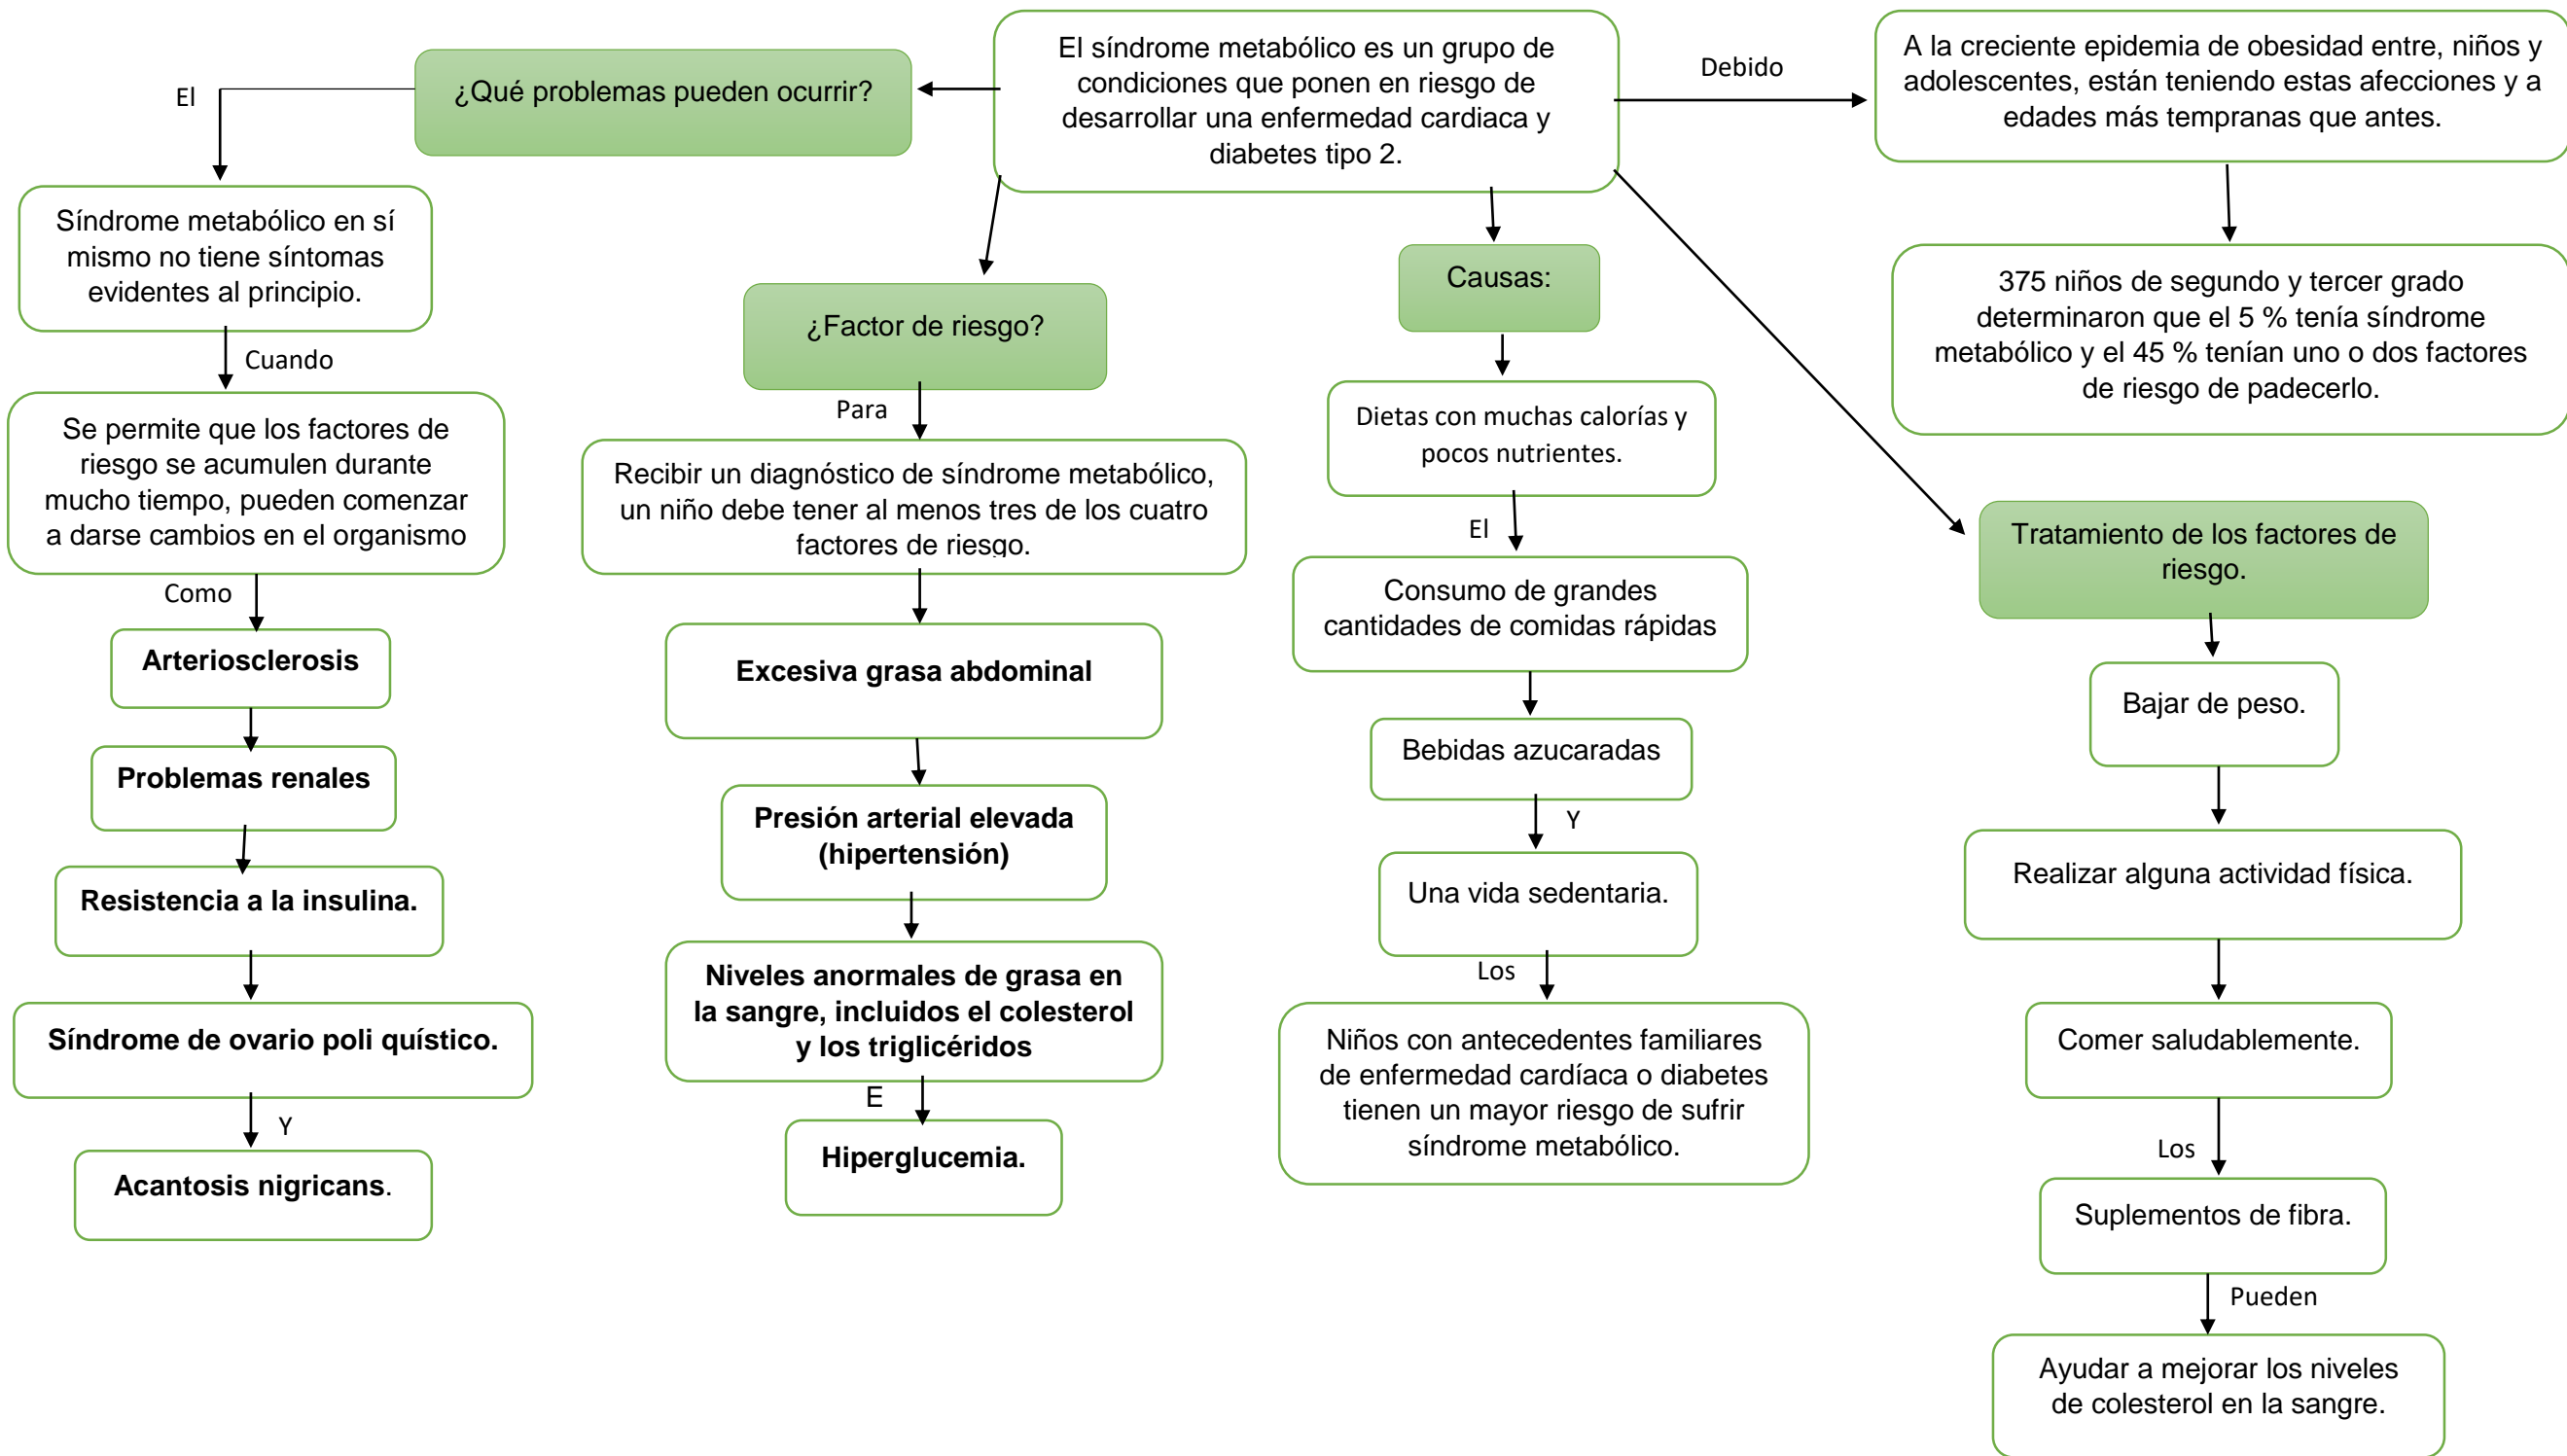 El síndrome metabólico es un grupo de
condiciones que ponen en riesgo de
desarrollar una enfermedad cardiaca y
diabetes tipo 2.
¿Qué problemas pueden ocurrir?
El
Síndrome metabólico en sí
mismo no tiene síntomas
evidentes al principio.
Cuando
Se permite que los factores de
riesgo se acumulen durante
mucho tiempo, pueden comenzar
a darse cambios en el organismo
Como
Arteriosclerosis
Problemas renales
Resistencia a la insulina.
Síndrome de ovario poli quístico.
Y
Acantosis nigricans.
¿Factor de riesgo?
Para
Recibir un diagnóstico de síndrome metabólico,
un niño debe tener al menos tres de los cuatro
factores de riesgo.
Excesiva grasa abdominal
Presión arterial elevada
(hipertensión)
Niveles anormales de grasa en
la sangre, incluidos el colesterol
y los triglicéridos
E
Hiperglucemia.
Causas:
Dietas con muchas calorías y
pocos nutrientes.
El
Consumo de grandes
cantidades de comidas rápidas
Bebidas azucaradas
Y
Una vida sedentaria.
Los
Niños con antecedentes familiares
de enfermedad cardíaca o diabetes
tienen un mayor riesgo de sufrir
síndrome metabólico.
Debido
A la creciente epidemia de obesidad entre, niños y
adolescentes, están teniendo estas afecciones y a
edades más tempranas que antes.
375 niños de segundo y tercer grado
determinaron que el 5 % tenía síndrome
metabólico y el 45 % tenían uno o dos factores
de riesgo de padecerlo.
Tratamiento de los factores de
riesgo.
Bajar de peso.
Realizar alguna actividad física.
Comer saludablemente.
Los
Suplementos de fibra.
Pueden
Ayudar a mejorar los niveles
de colesterol en la sangre.